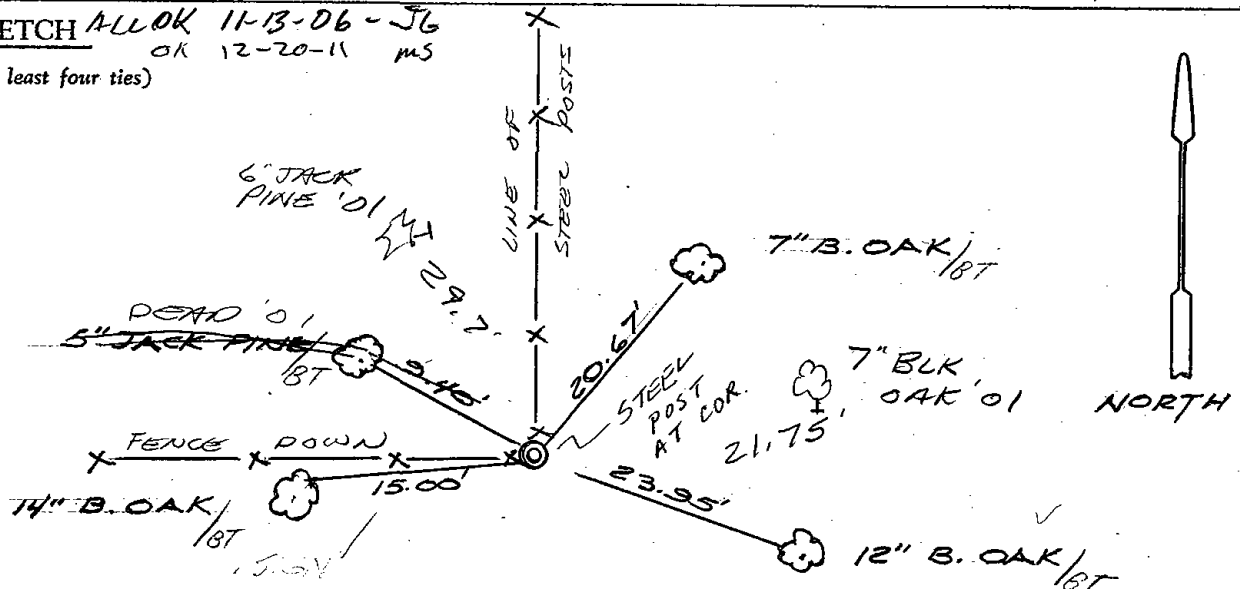 ETCH ALL OK 11-13-06 - JG
OK 12-20-11 MS
least four ties)
LINE OF
STEEL POSTS
6" JACK
PINE '01
29.7'
7" B. OAK/BT
DEAD '01
5" JACK PINE/BT
9.40'
20.67'
STEEL
POST
AT COR.
7" BLK
OAK '01
21.75'
NORTH
FENCE DOWN
15.00'
14" B. OAK/BT
23.95'
12" B. OAK/BT